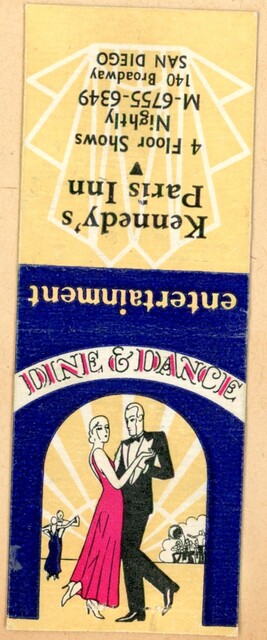 entertainment
Kennedy's
Paris Inn
4 Floor Shows
Nightly
M-6755-6349
140 Broadway
SAN DIEGO
DINE & DANCE